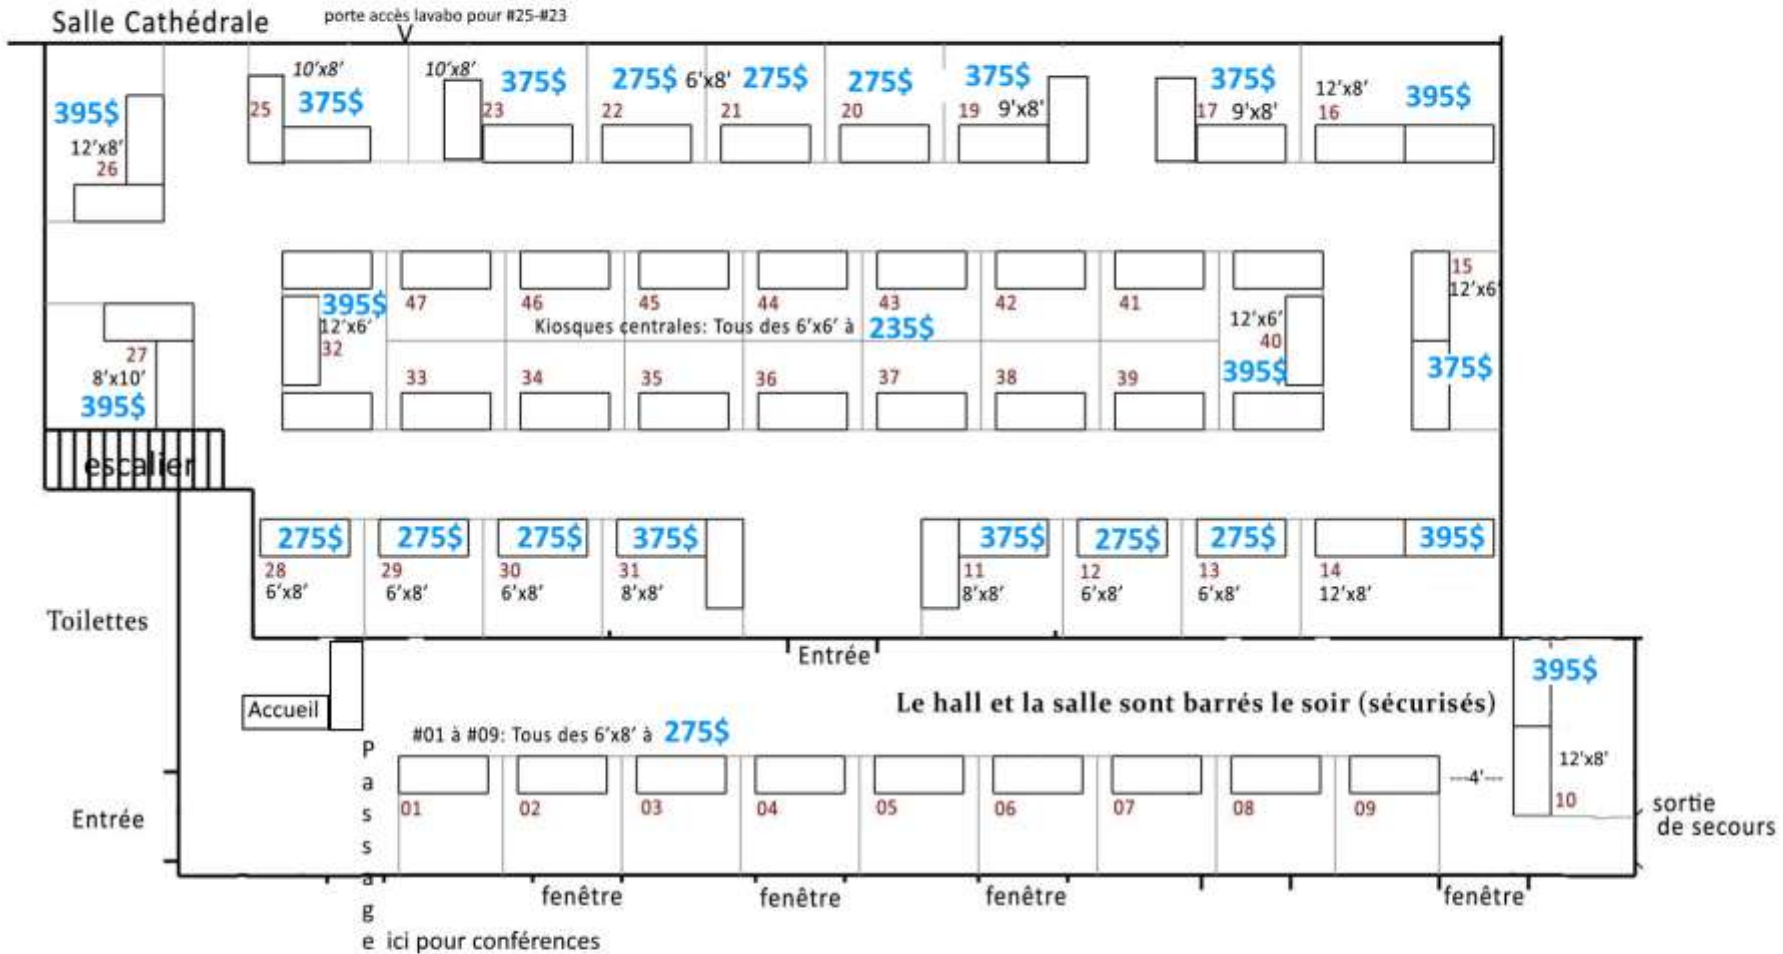 Salle Cathédrale
porte accès lavabo pour #25-#23
395$
12'x8'
26
10'x8'
25
375$
10'x8'
23
375$
275$ 6'x8' 275$
22
21
275$
20
375$
19 9'x8'
375$
17 9'x8'
12'x8'
16
395$
395$
12'x6'
32
47
46
45
44
43
42
41
Kiosques centrales: Tous des 6'x6' à 235$
12'x6'
40
395$
33
34
35
36
37
38
39
15
12'x6'
375$
27
8'x10'
395$
escalier
275$
28
6'x8'
275$
29
6'x8'
275$
30
6'x8'
375$
31
8'x8'
375$
11
8'x8'
275$
12
6'x8'
275$
13
6'x8'
395$
14
12'x8'
Toilettes
Entrée
Accueil
Le hall et la salle sont barrés le soir (sécurisés)
395$
12'x8'
10
#01 à #09: Tous des 6'x8' à 275$
01
02
03
04
05
06
07
08
09
---4'---
Entrée
sortie
de secours
fenêtre
fenêtre
fenêtre
fenêtre
P
a
s
s
a
g
e ici pour conférences